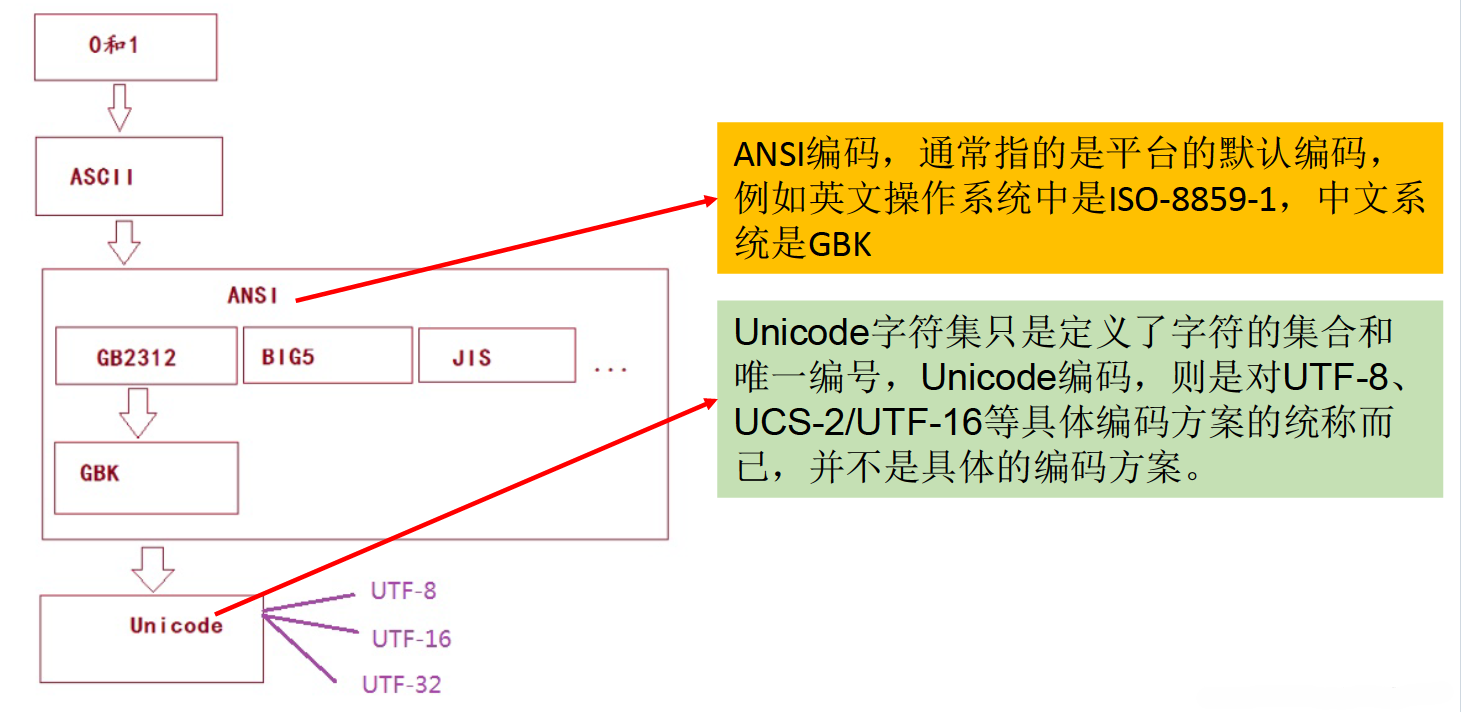 0和1
ASCII
ANSI
GB2312
BIG5
JIS
...
GBK
Unicode
UTF-8
UTF-16
UTF-32
ANSI编码，通常指的是平台的默认编码，
例如英文操作系统中是ISO-8859-1，中文系
统是GBK
Unicode字符集只是定义了字符的集合和
唯一编号，Unicode编码，则是对UTF-8、
UCS-2/UTF-16等具体编码方案的统称而
已，并不是具体的编码方案。